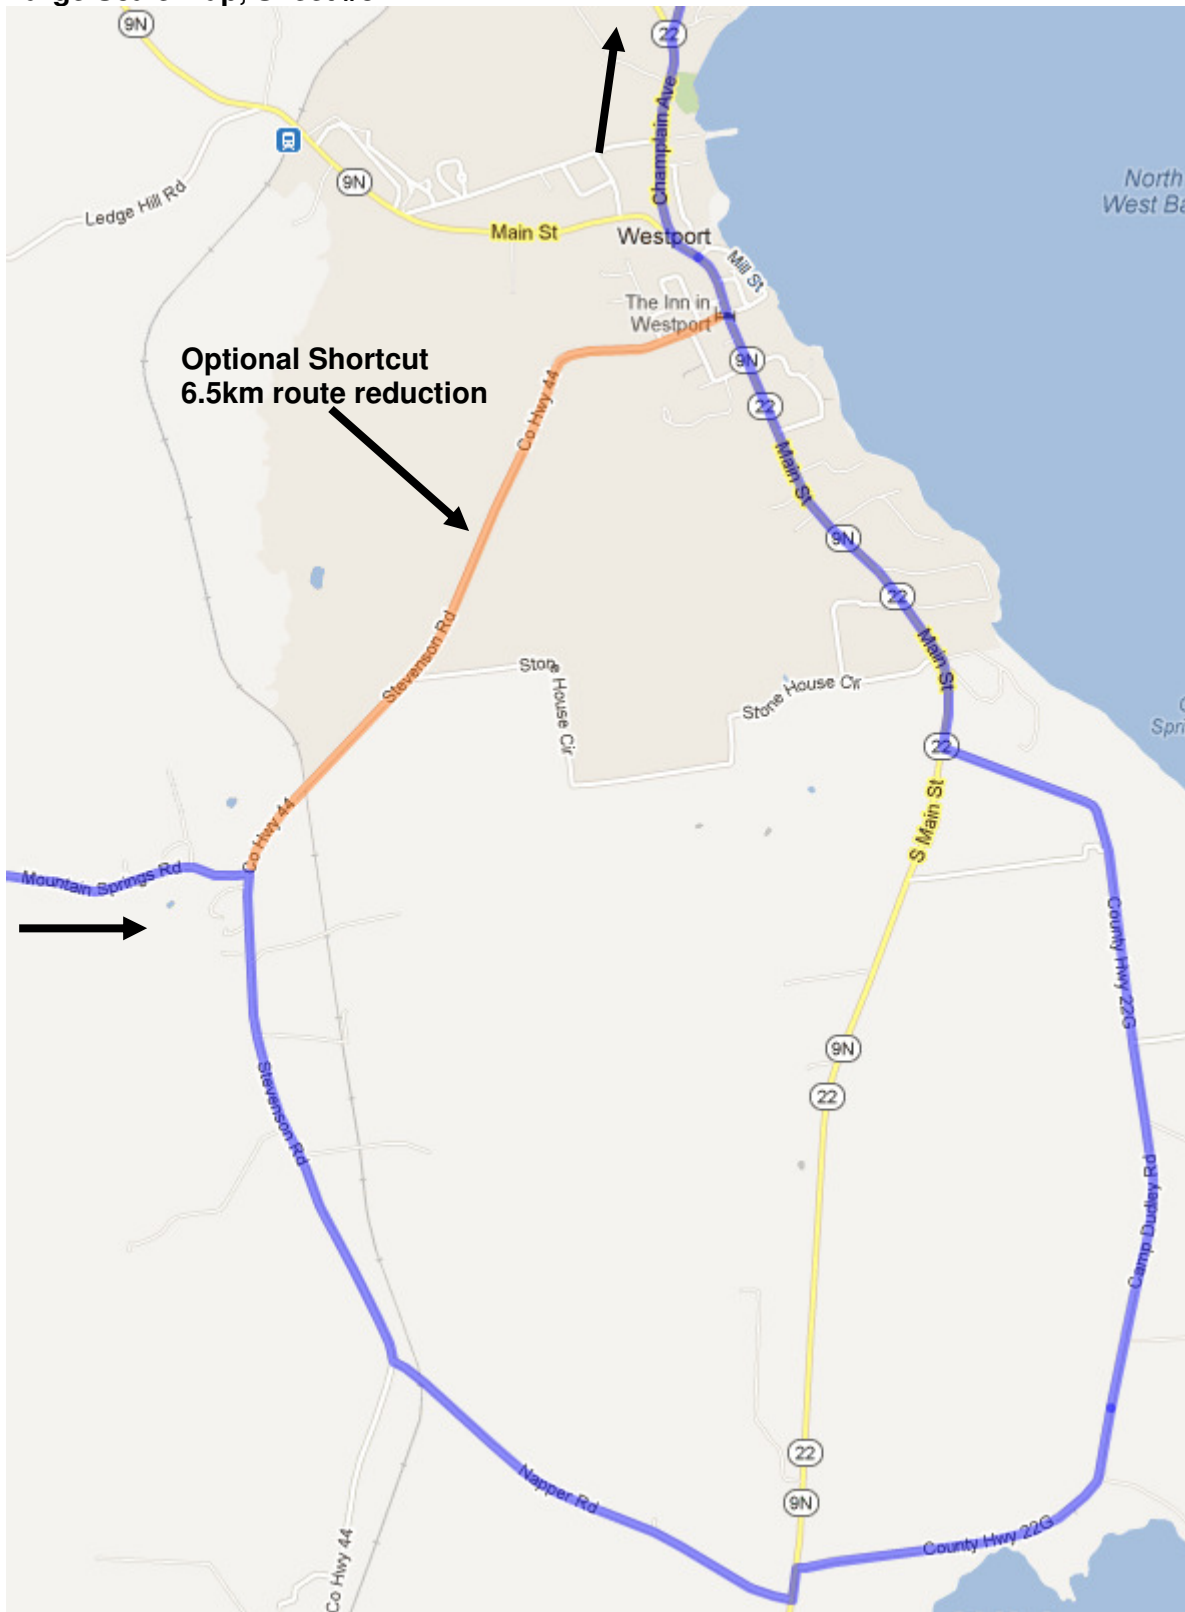 9N
22
Champlain Ave
Ledge Hill Rd
9N
Main St
North
West Ba
Westport
Mill St
The Inn in
Westport
9N
Optional Shortcut
6.5km route reduction
22
Co Hwy 44
Main St
9N
22
Stevenson Rd
Main St
Stone House Cir
Stone House Cir
Spri
22
S Main St
Co Hwy 44
Mountain Springs Rd
County Hwy 22G
9N
22
Stevenson Rd
Camp Dudley Rd
22
Napper Rd
9N
County Hwy 22G
Co Hwy 44